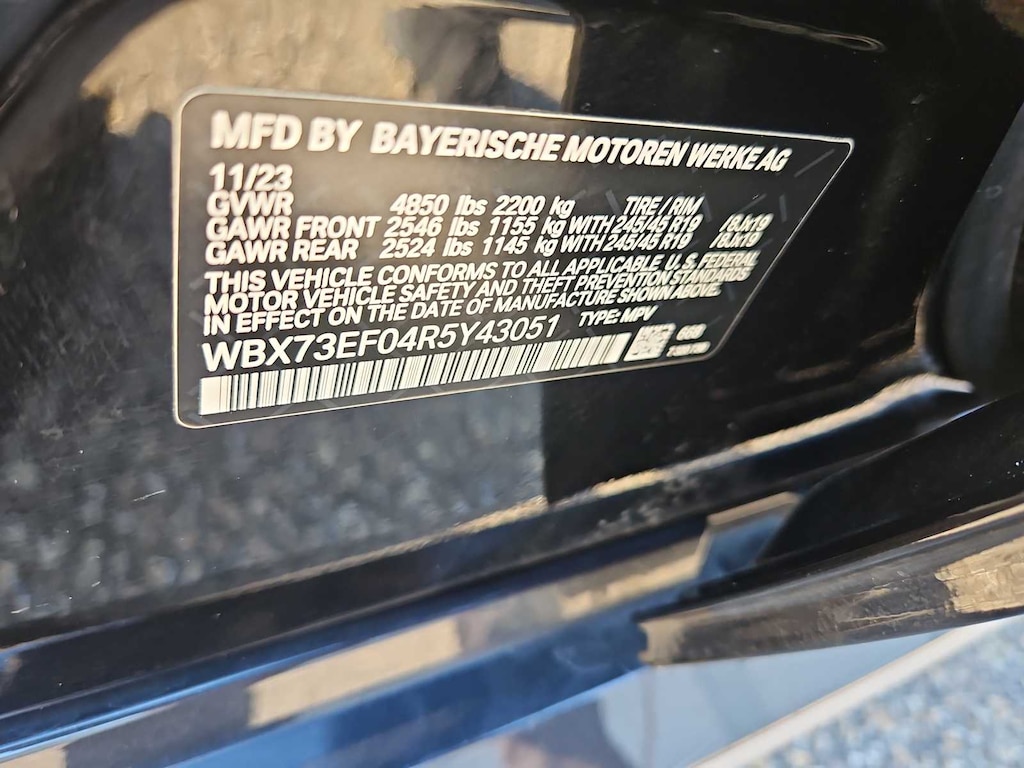 MFD BY BAYERISCHE MOTOREN WERKE AG
11/23
GVWR 4850 lbs 2200 kg TIRE / RIM
GAWR FRONT 2546 lbs 1155 kg WITH 245/45 R19 /8Jx19
GAWR REAR 2524 lbs 1145 kg WITH 245/45 R19 /8Jx19
THIS VEHICLE CONFORMS TO ALL APPLICABLE U.S. FEDERAL
MOTOR VEHICLE SAFETY AND THEFT PREVENTION STANDARDS
IN EFFECT ON THE DATE OF MANUFACTURE SHOWN ABOVE.
WBX73EF04R5Y43051 TYPE: MPV